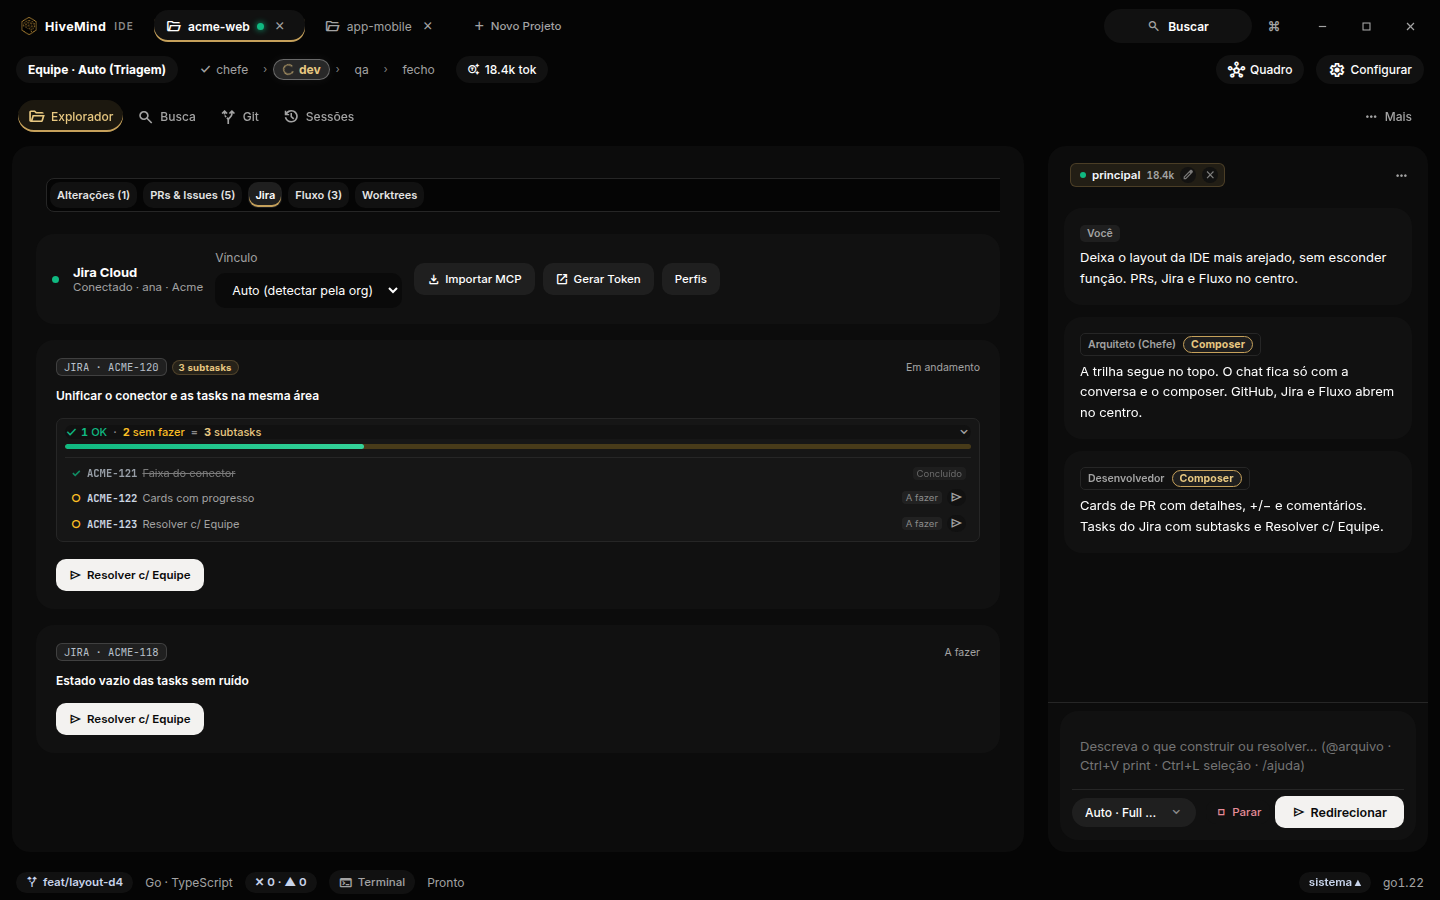 HiveMind IDE
acme-web
app-mobile
+ Novo Projeto
Buscar
Equipe · Auto (Triagem)
chefe
dev
qa
fecho
18.4k tok
Quadro
Configurar
Explorador
Busca
Git
Sessões
Mais
Alterações (1)
PRs & Issues (5)
Jira
Fluxo (3)
Worktrees
Jira Cloud
Conectado · ana · Acme
Vínculo
Auto (detectar pela org)
Importar MCP
Gerar Token
Perfis
JIRA · ACME-120
3 subtasks
Em andamento
Unificar o conector e as tasks na mesma área
1 OK · 2 sem fazer = 3 subtasks
ACME-121 Faixa do conector
Concluído
ACME-122 Cards com progresso
A fazer
ACME-123 Resolver c/ Equipe
A fazer
Resolver c/ Equipe
JIRA · ACME-118
A fazer
Estado vazio das tasks sem ruído
Resolver c/ Equipe
principal 18.4k
Você
Deixa o layout da IDE mais arejado, sem esconder
função. PRs, Jira e Fluxo no centro.
Arquiteto (Chefe) Composer
A trilha segue no topo. O chat fica só com a
conversa e o composer. GitHub, Jira e Fluxo abrem
no centro.
Desenvolvedor Composer
Cards de PR com detalhes, +/− e comentários.
Tasks do Jira com subtasks e Resolver c/ Equipe.
Descreva o que construir ou resolver... (@arquivo ·
Ctrl+V print · Ctrl+L seleção · /ajuda)
Auto · Full ...
Parar
Redirecionar
feat/layout-d4
Go · TypeScript
✕ 0 · ▲ 0
Terminal
Pronto
sistema ▴
go1.22